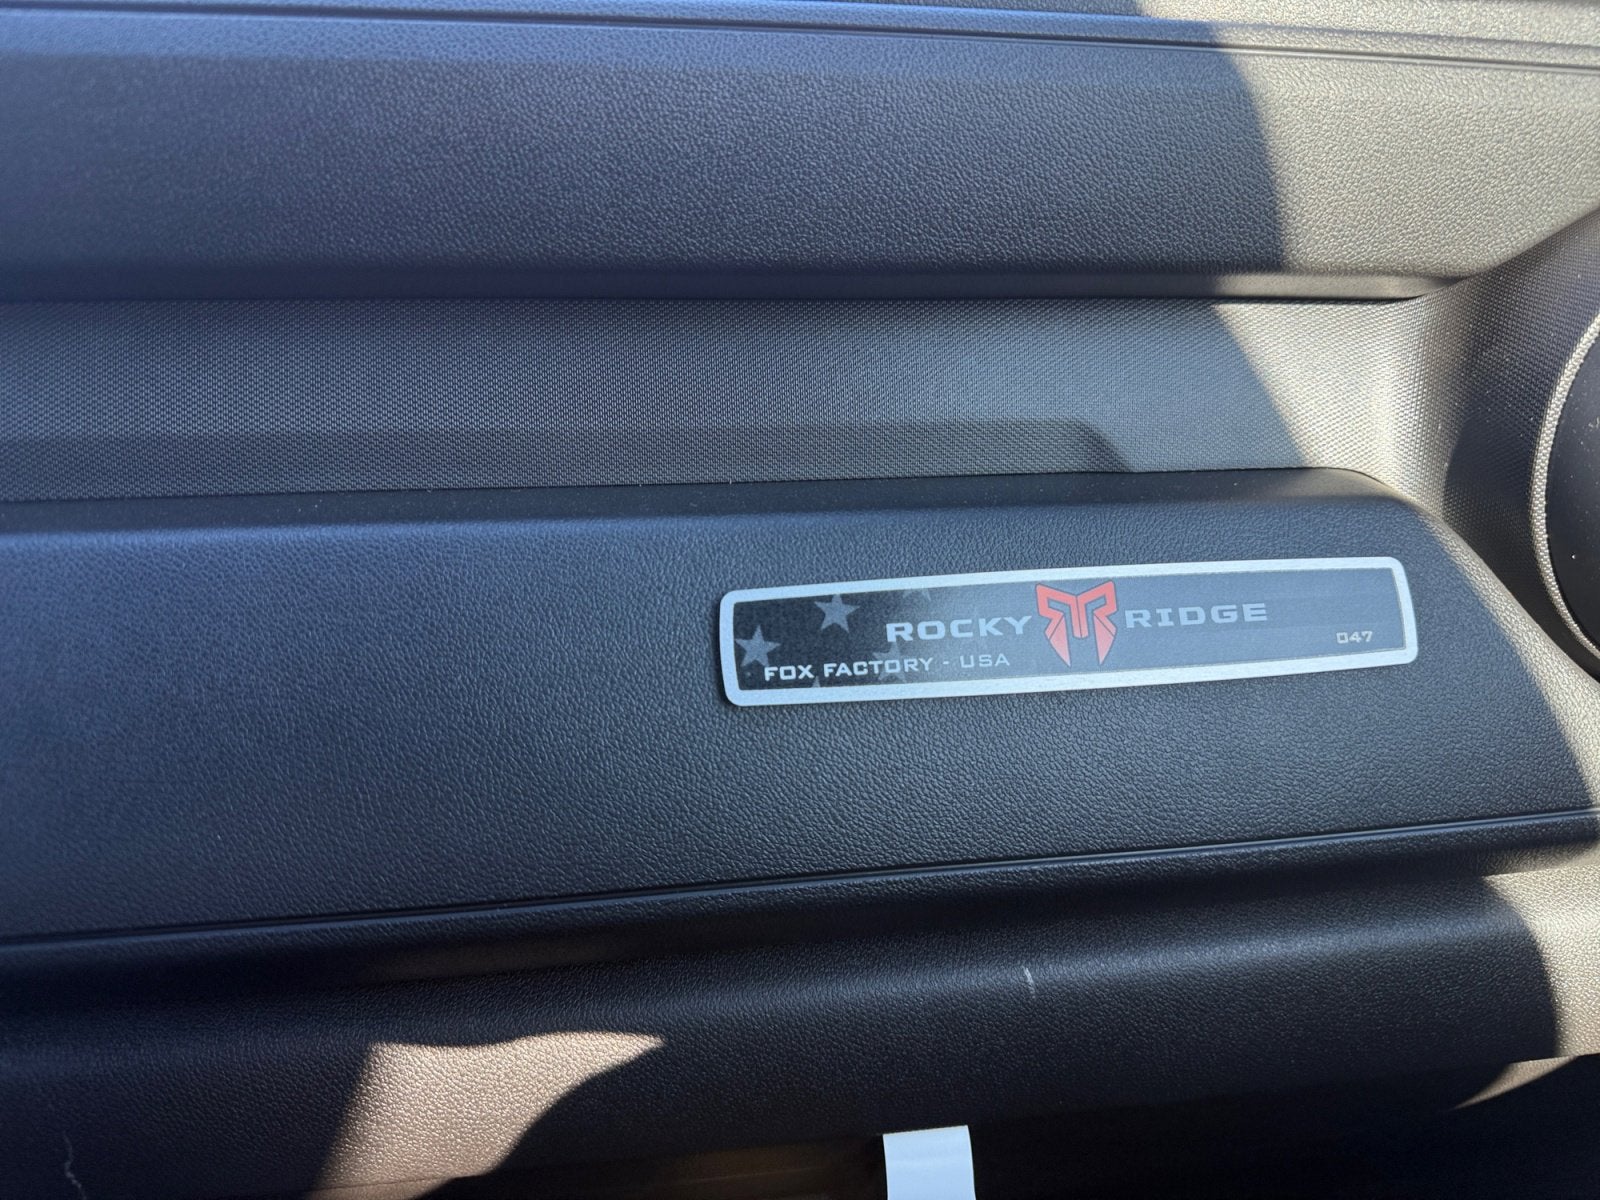 ROCKY RIDGE
FOX FACTORY - USA
047